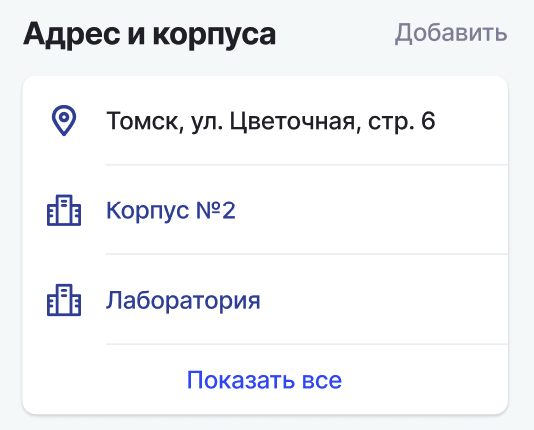 Адрес и корпуса
Добавить
Томск, ул. Цветочная, стр. 6
Корпус №2
Лаборатория
Показать все